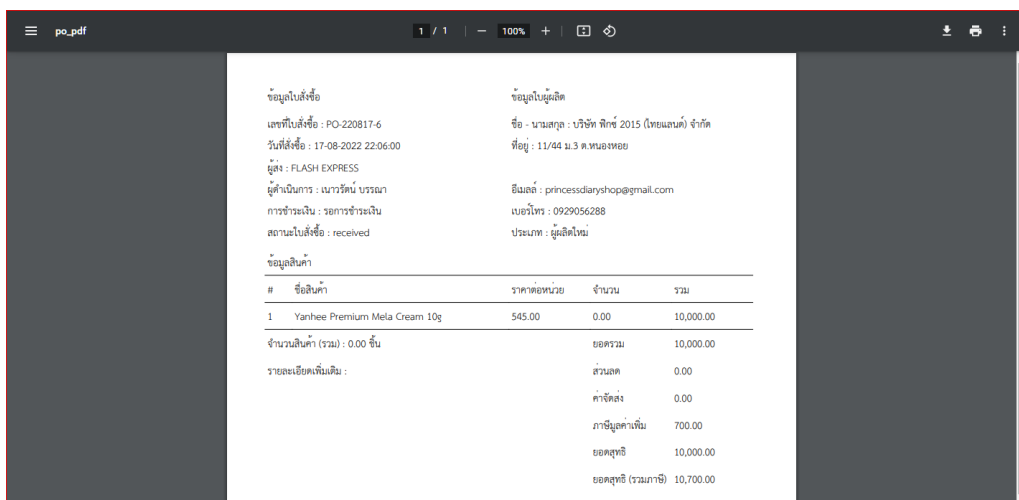 po_pdf
1 / 1
100%
ข้อมูลใบสั่งซื้อ
ข้อมูลใบผู้ผลิต
เลขที่ใบสั่งซื้อ : PO-220817-6
ชื่อ - นามสกุล : บริษัท ฟิกซ์ 2015 (ไทยแลนด์) จำกัด
วันที่สั่งซื้อ : 17-08-2022 22:06:00
ที่อยู่ : 11/44 ม.3 ต.หนองหอย
ผู้ส่ง : FLASH EXPRESS
ผู้ดำเนินการ : เนาวรัตน์ บรรณา
อีเมลล์ : princessdiaryshop@gmail.com
การชำระเงิน : รอการชำระเงิน
เบอร์โทร : 0929056288
สถานะใบสั่งซื้อ : received
ประเภท : ผู้ผลิตใหม่
ข้อมูลสินค้า
# ชื่อสินค้า ราคาต่อหน่วย จำนวน รวม
1 Yanhee Premium Mela Cream 10g 545.00 0.00 10,000.00
จำนวนสินค้า (รวม) : 0.00 ชิ้น
ยอดรวม 10,000.00
รายละเอียดเพิ่มเติม :
ส่วนลด 0.00
ค่าจัดส่ง 0.00
ภาษีมูลค่าเพิ่ม 700.00
ยอดสุทธิ 10,000.00
ยอดสุทธิ (รวมภาษี) 10,700.00